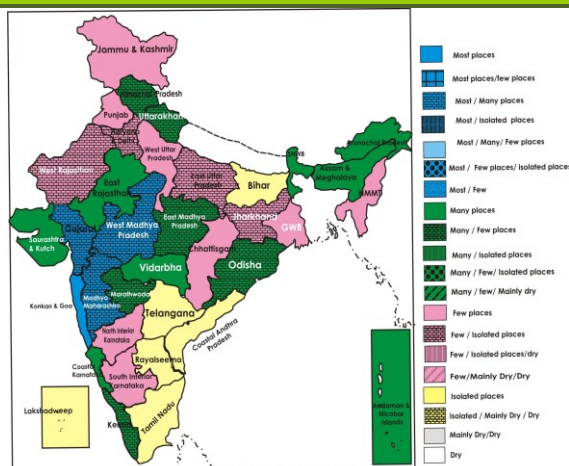 Jammu & Kashmir
Himachal Pradesh
Punjab
Uttarakhand
Haryana
West Uttar
Pradesh
West Rajasthan
East
Rajasthan
East Uttar
Pradesh
Bihar
SHWB
Arunachal Pradesh
Assam &
Meghalaya
NMMT
Jharkhand
GWB
Gujarat
West Madhya
Pradesh
East Madhya
Pradesh
Chhattisgarh
Saurashtra
& Kutch
Vidarbha
Odisha
Konkan & Goa
Madhya
Maharashtra
Marathwada
Telangana
Coastal Andhra
Pradesh
North Interior
Karnataka
Rayalseema
Coastal
Karnataka
South Interior
Karnataka
Lakshadweep
Tamil Nadu
Andaman &
Nicobar
Islands
Most places
Most places/few places
Most / Many places
Most / Isolated places
Most / Many/ Few places
Most / Few places/ isolated places
Most / Few
Many places
Many / Few places
Many / Isolated places
Many / Few/ Isolated places
Many / few/ Mainly dry
Few places
Few / Isolated places
Few / Isolated places/dry
Few/Mainly Dry/Dry
Isolated places
Isolated / Mainly Dry / Dry
Mainly Dry/Dry
Dry